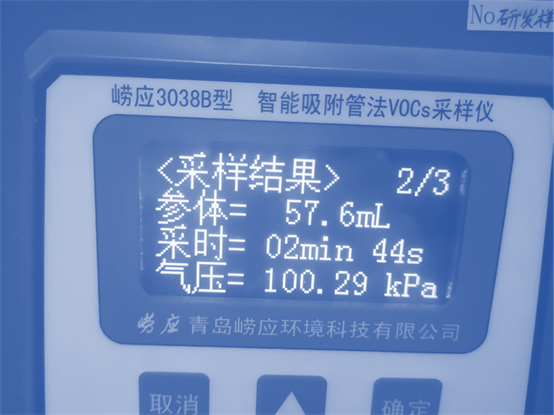 No研发样
崂应3038B型 智能吸附管法VOCs采样仪
<采样结果> 2/3
参体= 57.6mL
采时= 02min 44s
气压= 100.29 kPa
崂应 青岛崂应环境科技有限公司
取消
确定